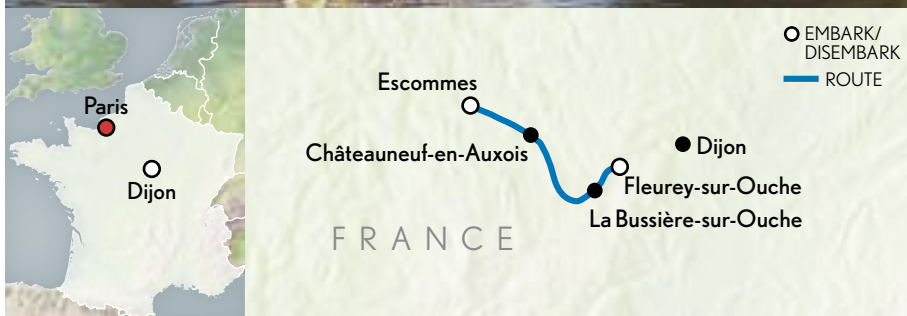 Paris
Dijon
EMBARK/
DISEMBARK
ROUTE
Escommes
Châteauneuf-en-Auxois
Dijon
Fleurey-sur-Ouche
La Bussière-sur-Ouche
FRANCE